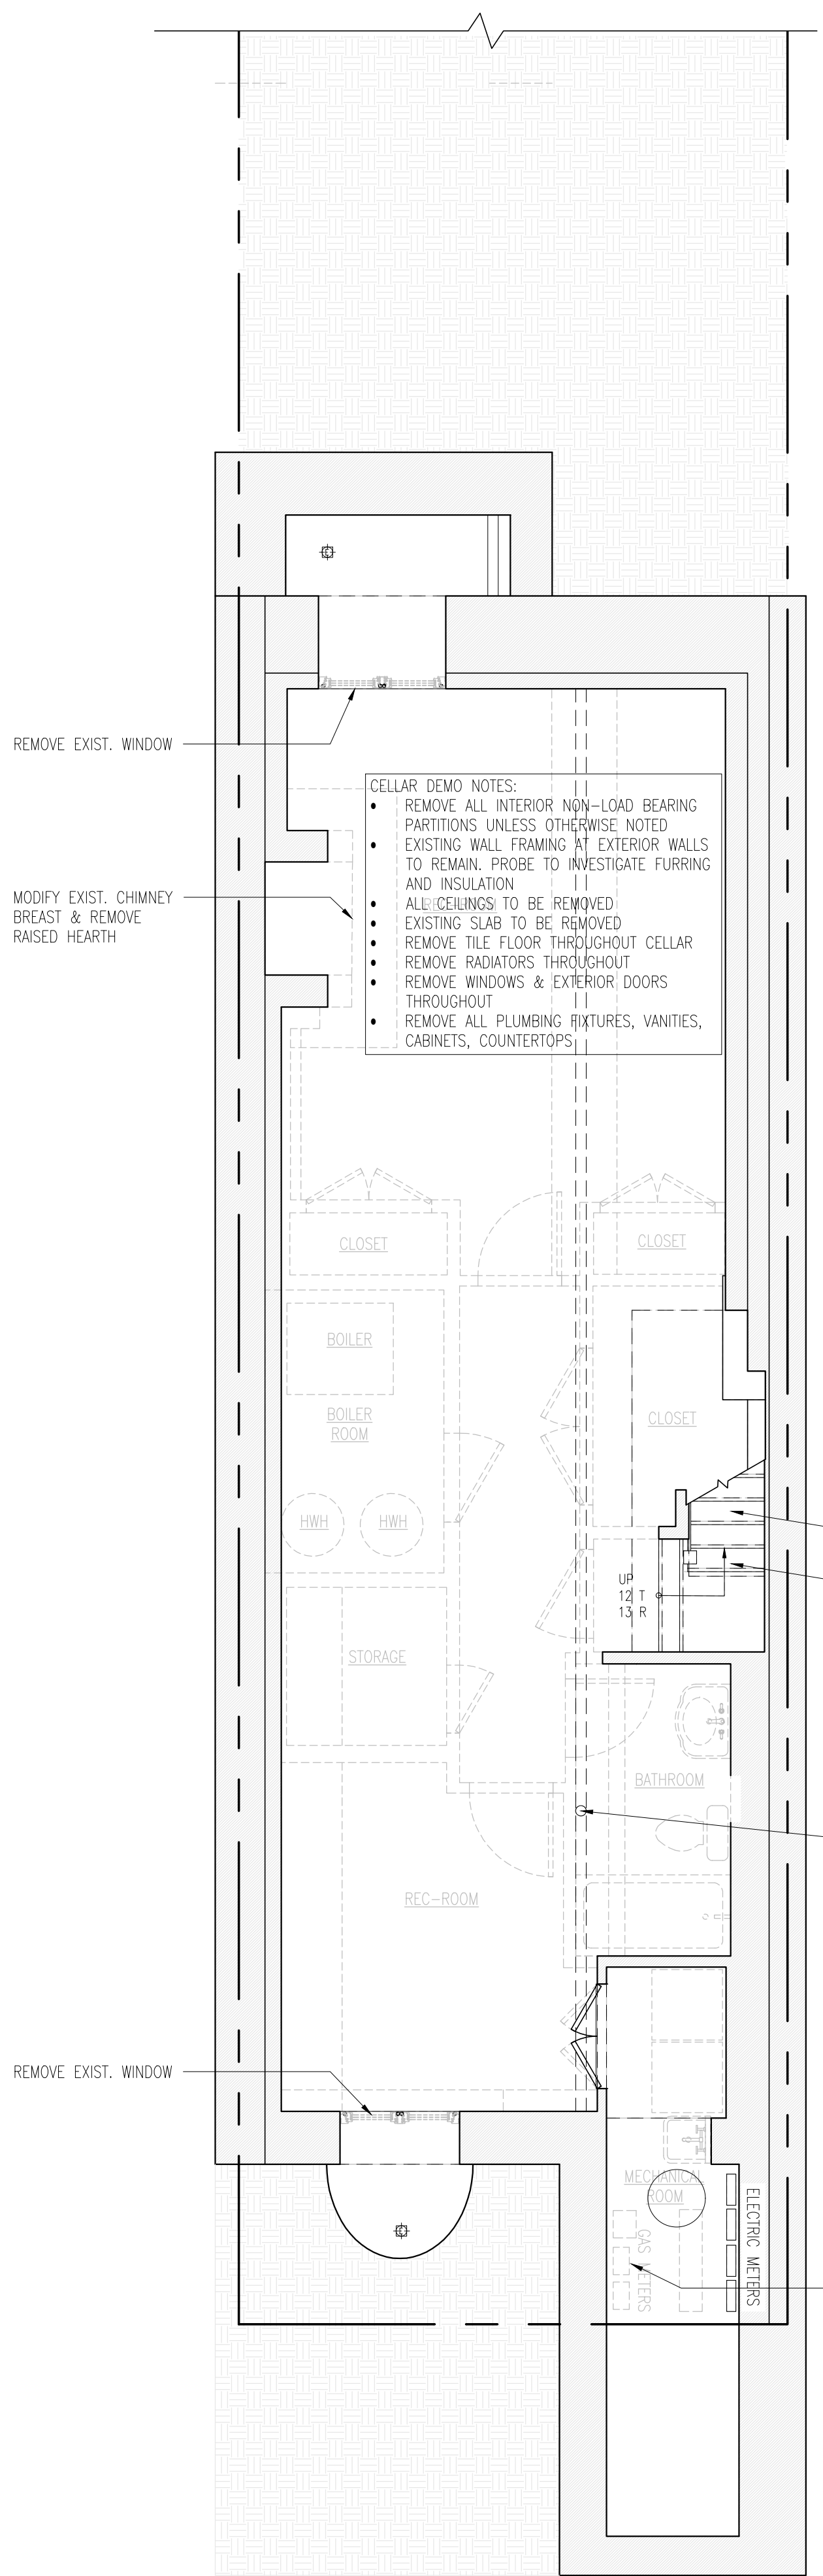 REMOVE EXIST. WINDOW
CELLAR DEMO NOTES:
• REMOVE ALL INTERIOR NON-LOAD BEARING
PARTITIONS UNLESS OTHERWISE NOTED
• EXISTING WALL FRAMING AT EXTERIOR WALLS
TO REMAIN. PROBE TO INVESTIGATE FURRING
AND INSULATION
• ALL CEILINGS TO BE REMOVED
• EXISTING SLAB TO BE REMOVED
• REMOVE TILE FLOOR THROUGHOUT CELLAR
• REMOVE RADIATORS THROUGHOUT
• REMOVE WINDOWS & EXTERIOR DOORS
THROUGHOUT
• REMOVE ALL PLUMBING FIXTURES, VANITIES,
CABINETS, COUNTERTOPS
MODIFY EXIST. CHIMNEY
BREAST & REMOVE
RAISED HEARTH
CLOSET
CLOSET
BOILER
BOILER
ROOM
CLOSET
HWH
HWH
UP
12 T
13 R
STORAGE
BATHROOM
REC-ROOM
REMOVE EXIST. WINDOW
MECHANICAL
ROOM
GAS METERS
ELECTRIC METERS